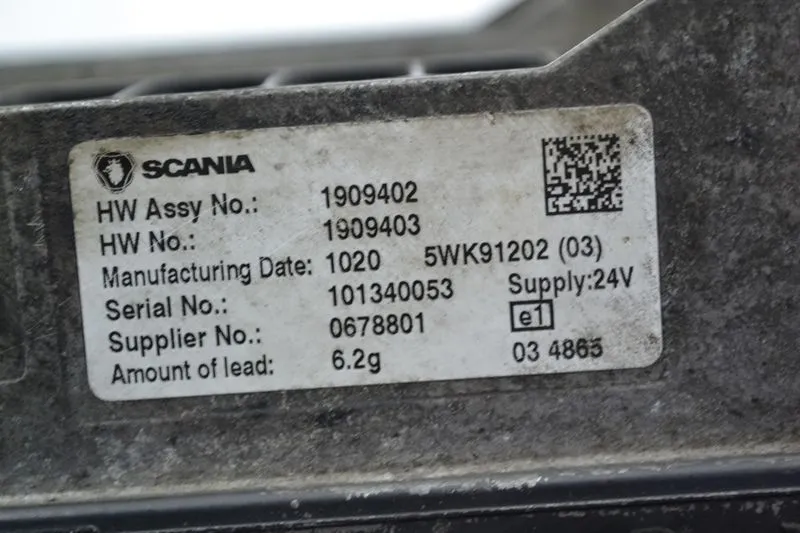 SCANIA
HW Assy No.: 1909402
HW No.: 1909403
Manufacturing Date: 1020 5WK91202 (03)
Serial No.: 101340053 Supply:24V
Supplier No.: 0678801 e1
Amount of lead: 6.2g 03 4865